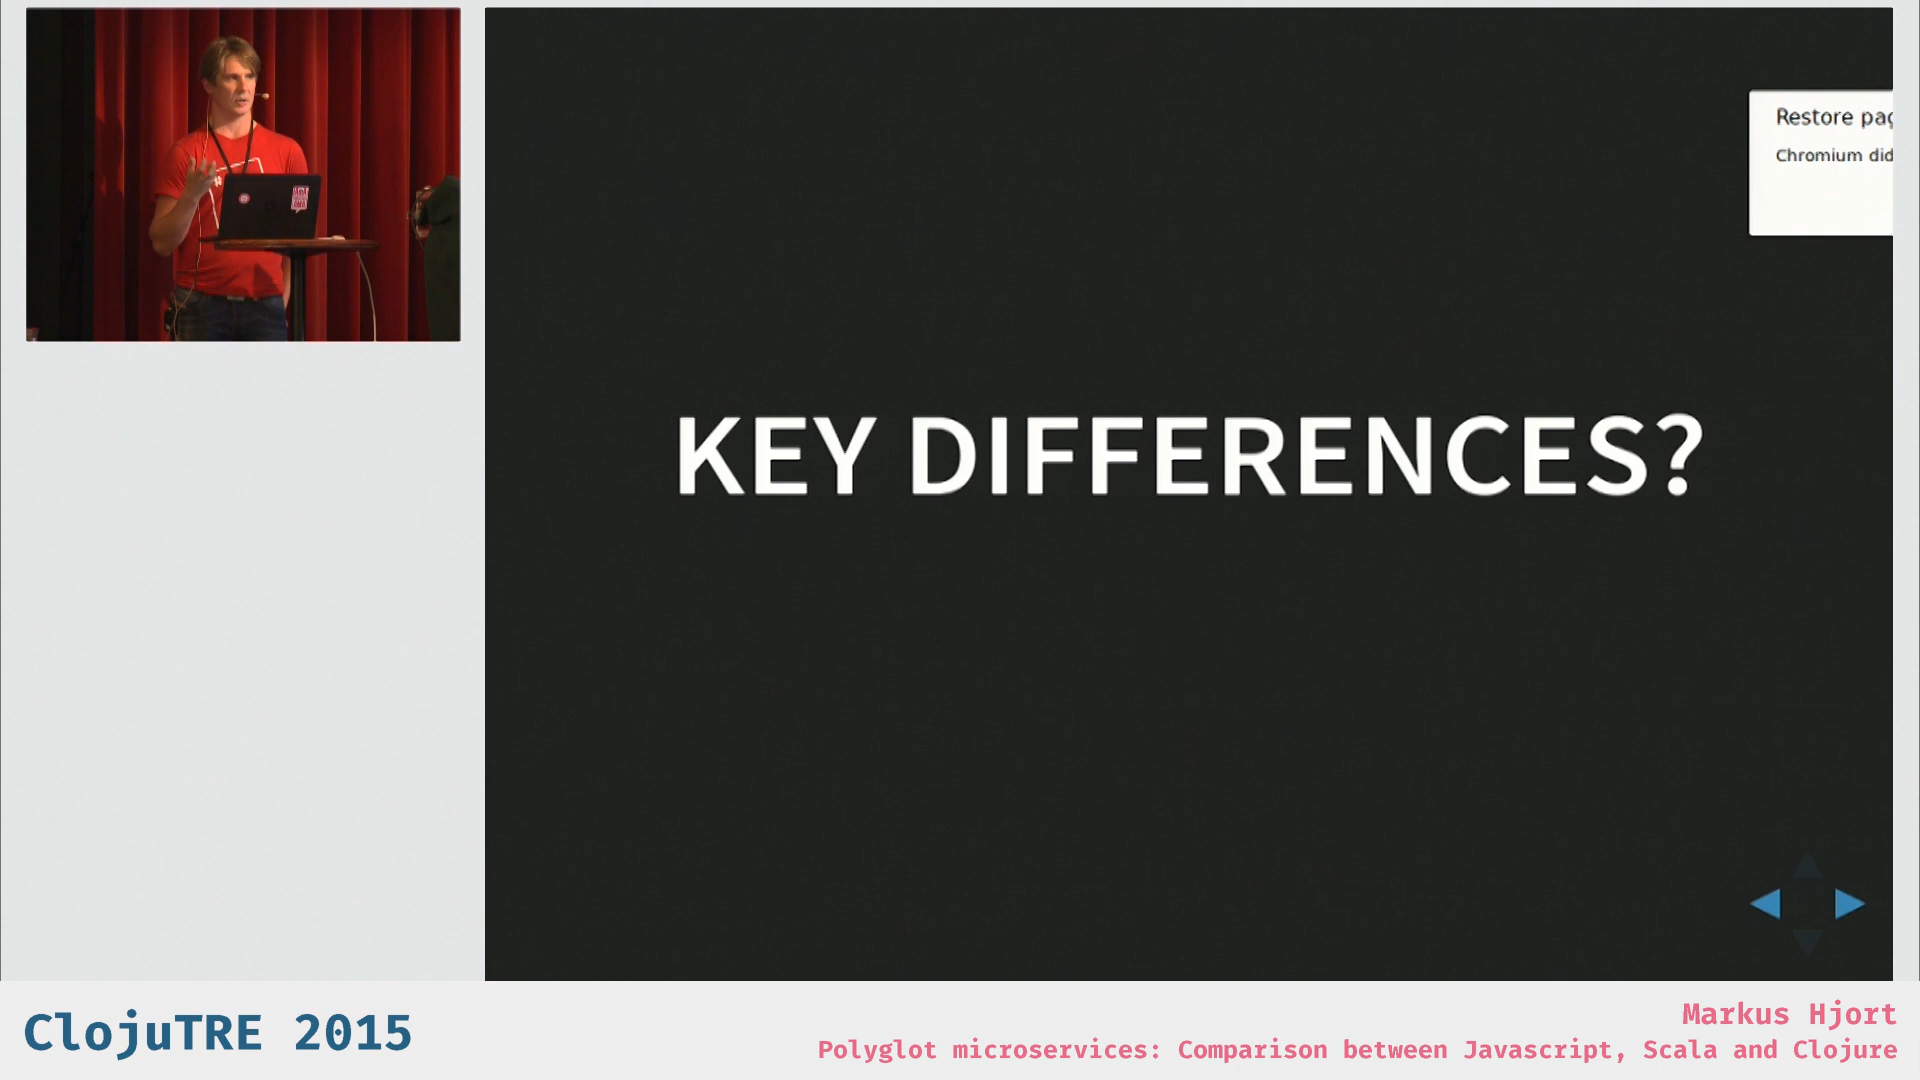 Restore pag
Chromium did
KEY DIFFERENCES?
ClojuTRE 2015
Markus Hjort
Polyglot microservices: Comparison between Javascript, Scala and Clojure